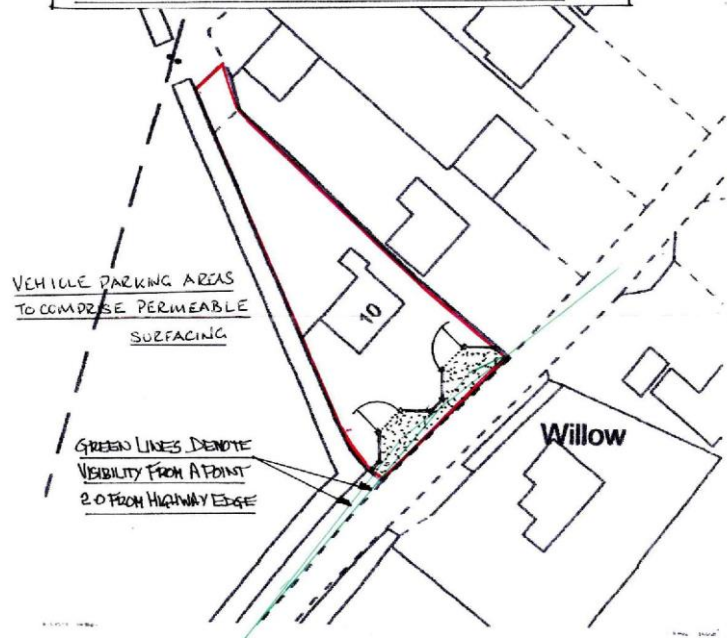 VEHICLE PARKING AREAS
TO COMPRISE PERMEABLE
SURFACING
10
GREEN LINES DENOTE
VISIBILITY FROM A POINT
2.0 FROM HIGHWAY EDGE
Willow